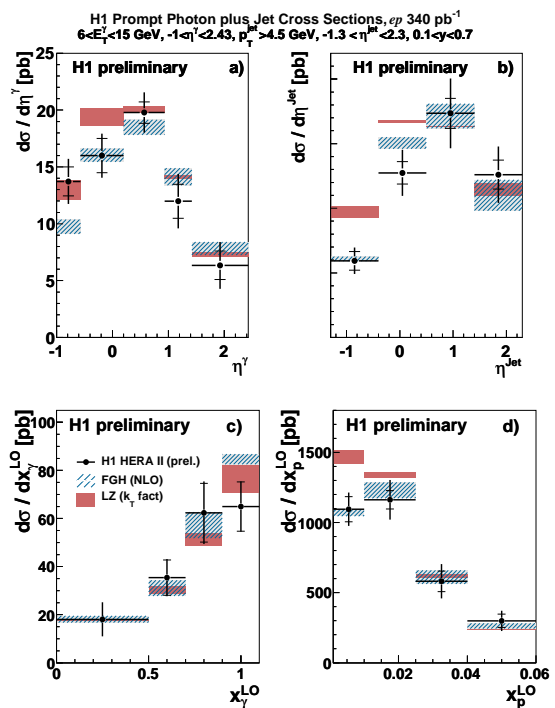 H1 Prompt Photon plus Jet Cross Sections, ep 340 pb⁻¹
6<E_T^γ<15 GeV, -1<η^γ<2.43, p_T^jet>4.5 GeV, -1.3<η^jet<2.3, 0.1<y<0.7
H1 preliminary a)
dσ / dη^γ [pb]
25
20
15
10
5
0
-1 0 1 2
η^γ
H1 preliminary b)
dσ / dη^Jet [pb]
-1 0 1 2
η^Jet
H1 preliminary c)
H1 HERA II (prel.)
FGH (NLO)
LZ (k_T fact)
dσ / dx_γ^LO [pb]
100
80
60
40
20
0
0 0.5 1
x_γ^LO
H1 preliminary d)
dσ / dx_p^LO [pb]
1500
1000
500
0
0.02 0.04 0.06
x_p^LO